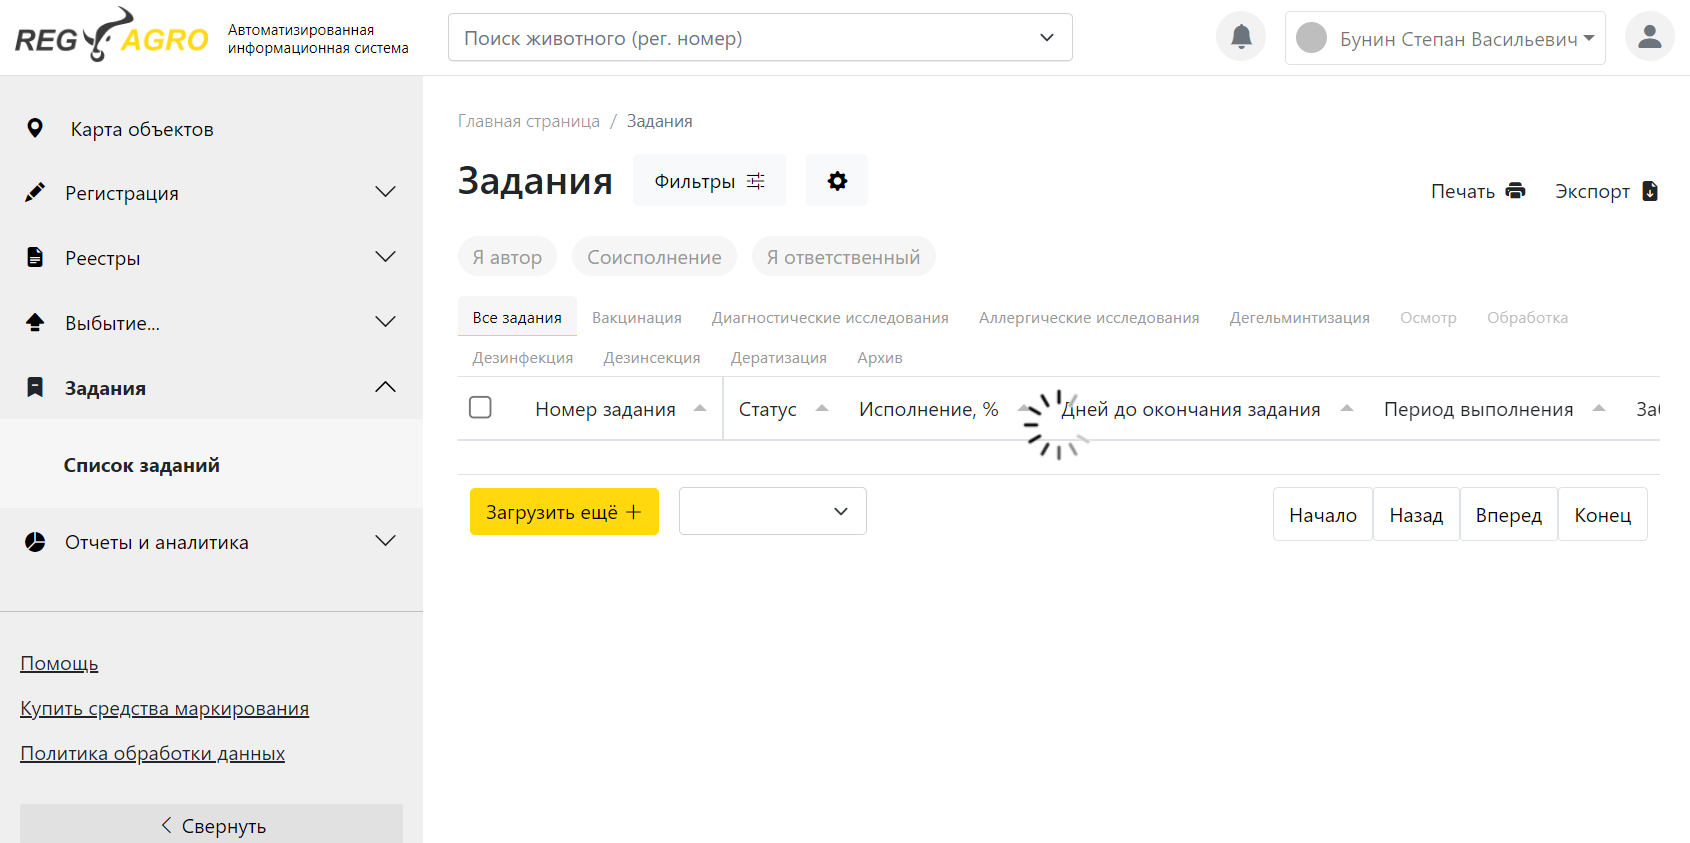 REG AGRO
Автоматизированная
информационная система
Поиск животного (рег. номер)
Бунин Степан Васильевич
Карта объектов
Регистрация
Реестры
Выбытие...
Задания
Список заданий
Отчеты и аналитика
Помощь
Купить средства маркирования
Политика обработки данных
Свернуть
Главная страница / Задания
Задания Фильтры
Печать Экспорт
Я автор Соисполнение Я ответственный
Все задания Вакцинация Диагностические исследования Аллергические исследования Дегельминтизация Осмотр Обработка
Дезинфекция Дезинсекция Дератизация Архив
Номер задания Статус Исполнение, % Дней до окончания задания Период выполнения
Загрузить ещё +
Начало Назад Вперед Конец